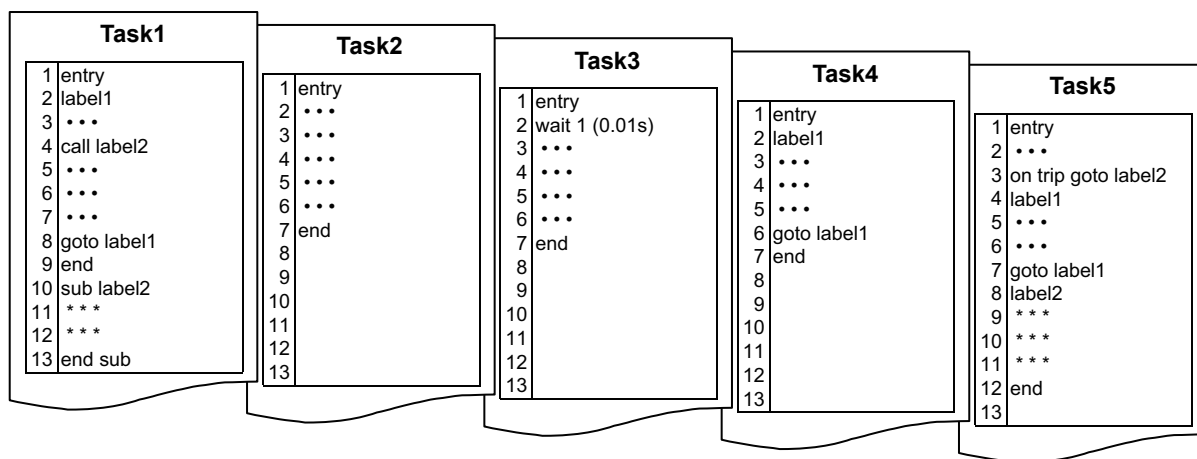 Task1
1 entry
2 label1
3 •••
4 call label2
5 •••
6 •••
7 •••
8 goto label1
9 end
10 sub label2
11 ***
12 ***
13 end sub
Task2
1 entry
2 •••
3 •••
4 •••
5 •••
6 •••
7 end
8
9
10
11
12
13
Task3
1 entry
2 wait 1 (0.01s)
3 •••
4 •••
5 •••
6 •••
7 end
8
9
10
11
12
13
Task4
1 entry
2 label1
3 •••
4 •••
5 •••
6 goto label1
7 end
8
9
10
11
12
13
Task5
1 entry
2 •••
3 on trip goto label2
4 label1
5 •••
6 •••
7 goto label1
8 label2
9 ***
10 ***
11 ***
12 end
13